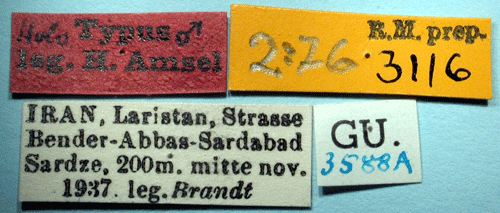 Holo Typus ♂
leg. H. Amsel
2:26
R.M. prep.
3116
IRAN, Laristan, Strasse
Bender-Abbas-Sardabad
Sardze, 200m. mitte nov.
1937. leg. Brandt
GU.
3588A